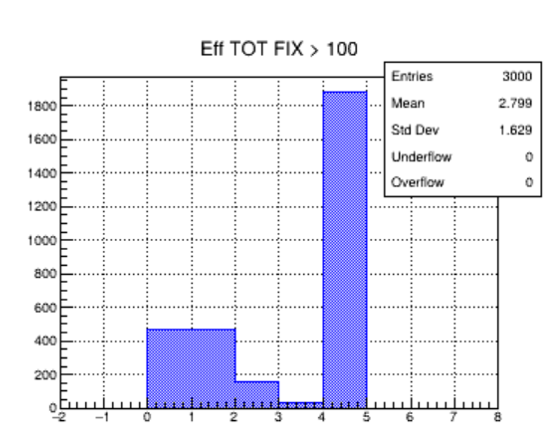 Eff TOT FIX > 100
Entries 3000
Mean 2.799
Std Dev 1.629
Underflow 0
Overflow 0
1800
1600
1400
1200
1000
800
600
400
200
0
−2 −1 0 1 2 3 4 5 6 7 8